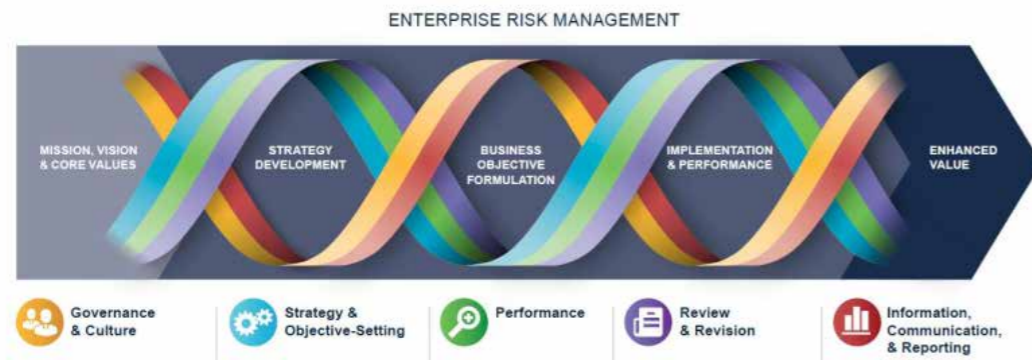 ENTERPRISE RISK MANAGEMENT
MISSION, VISION
& CORE VALUES
STRATEGY
DEVELOPMENT
BUSINESS
OBJECTIVE
FORMULATION
IMPLEMENTATION
& PERFORMANCE
ENHANCED
VALUE
Governance
& Culture
Strategy &
Objective-Setting
Performance
Review
& Revision
Information,
Communication,
& Reporting